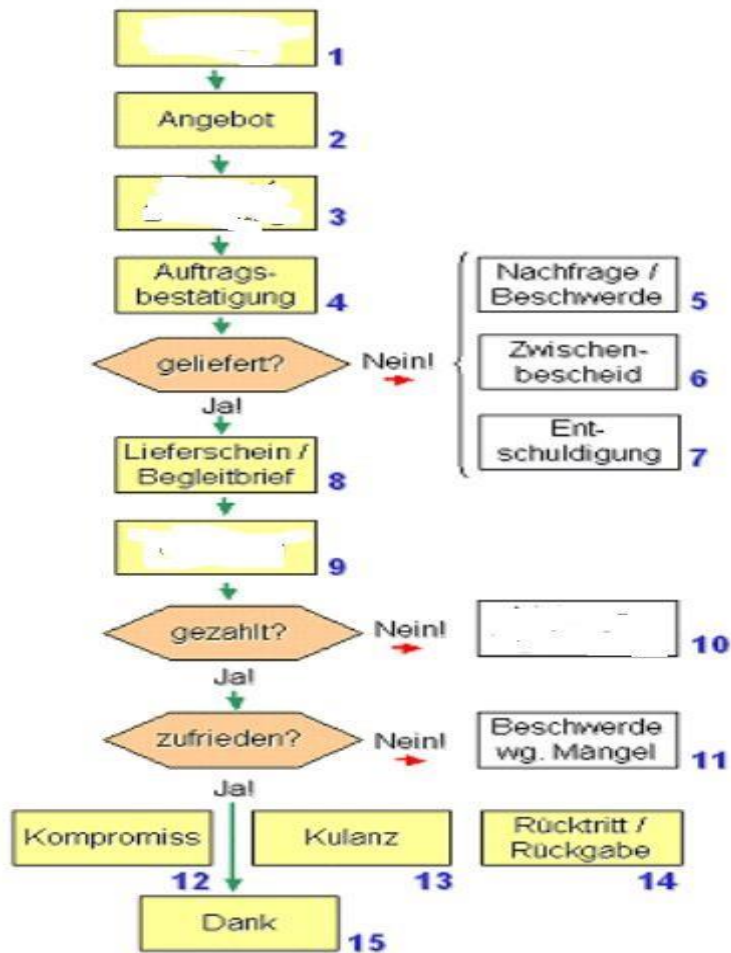 1
Angebot
2
3
Auftrags-
bestätigung
4
Nachfrage /
Beschwerde
5
geliefert?
Nein!
Zwischen-
bescheid
6
Ja!
Ent-
schuldigung
7
Lieferschein /
Begleitbrief
8
9
gezahlt?
Nein!
10
Ja!
zufrieden?
Nein!
Beschwerde
wg. Mängel
11
Ja!
Kompromiss
12
Kulanz
13
Rücktritt /
Rückgabe
14
Dank
15